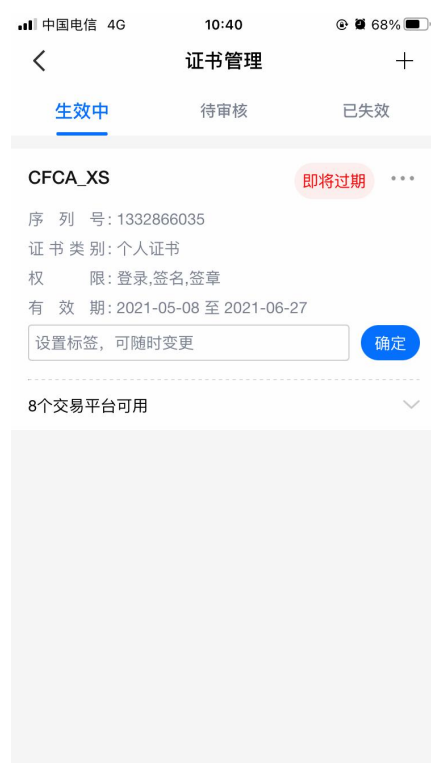 中国电信 4G 10:40 68%
证书管理
生效中 待审核 已失效
CFCA_XS 即将过期
序列号: 1332866035
证书类别: 个人证书
权限: 登录,签名,签章
有效期: 2021-05-08 至 2021-06-27
设置标签，可随时变更 确定
8个交易平台可用